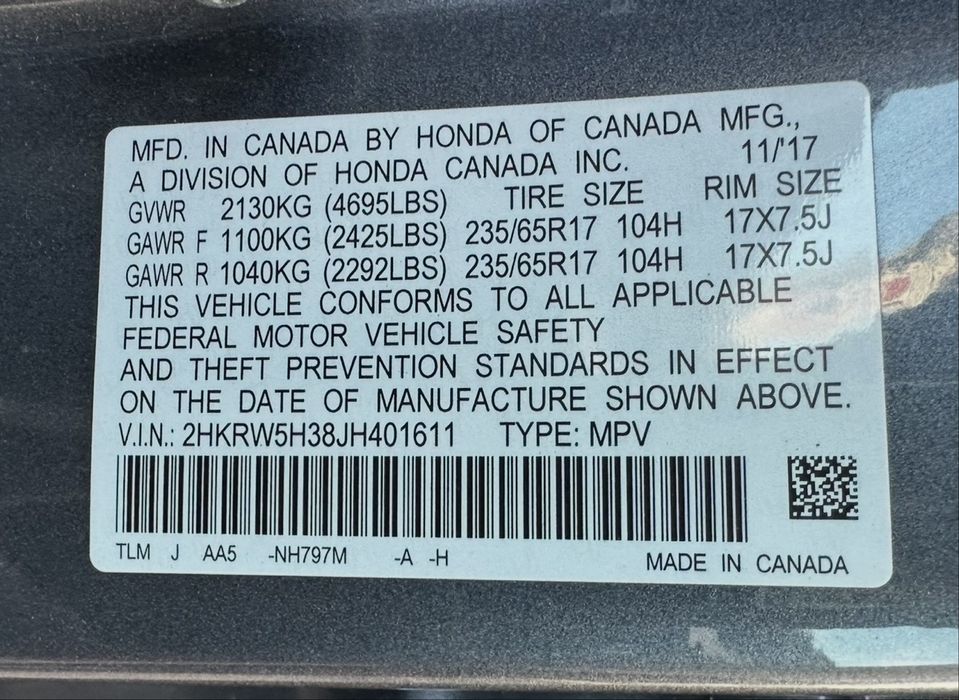 MFD. IN CANADA BY HONDA OF CANADA MFG.,
A DIVISION OF HONDA CANADA INC. 11/'17
GVWR 2130KG (4695LBS) TIRE SIZE RIM SIZE
GAWR F 1100KG (2425LBS) 235/65R17 104H 17X7.5J
GAWR R 1040KG (2292LBS) 235/65R17 104H 17X7.5J
THIS VEHICLE CONFORMS TO ALL APPLICABLE
FEDERAL MOTOR VEHICLE SAFETY
AND THEFT PREVENTION STANDARDS IN EFFECT
ON THE DATE OF MANUFACTURE SHOWN ABOVE.
V.I.N.: 2HKRW5H38JH401611 TYPE: MPV
TLM J AA5 -NH797M -A -H MADE IN CANADA